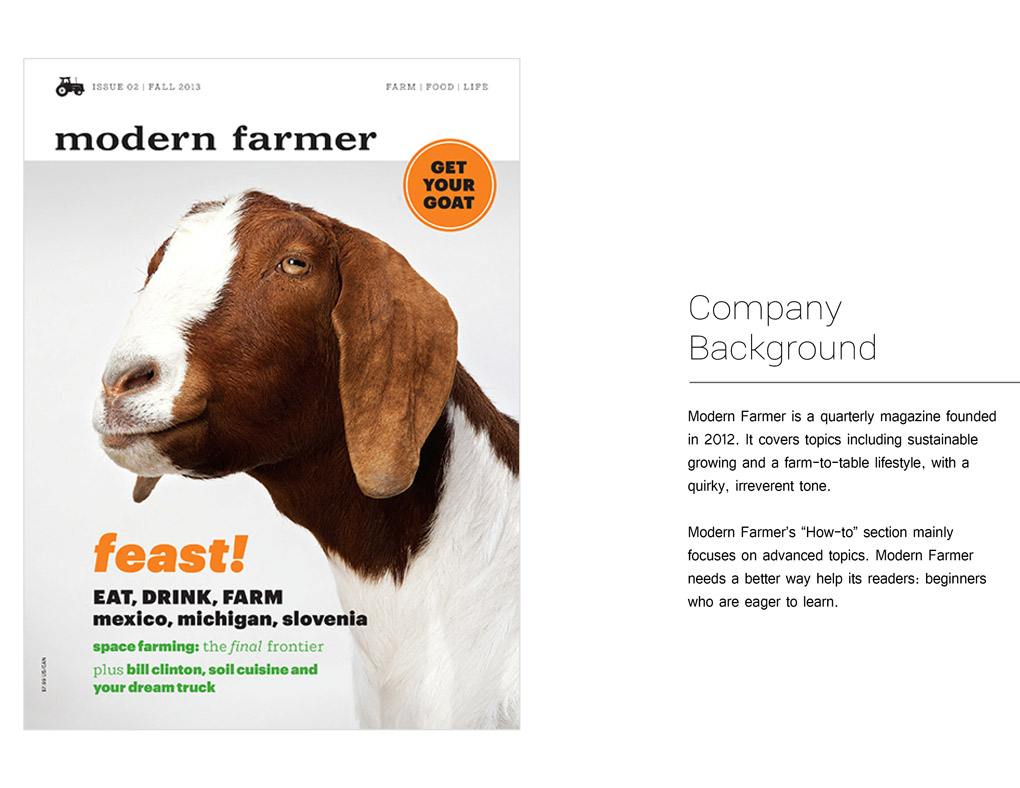 ISSUE 02 | FALL 2013
FARM | FOOD | LIFE
modern farmer
GET
YOUR
GOAT
feast!
EAT, DRINK, FARM
mexico, michigan, slovenia
space farming: the final frontier
plus bill clinton, soil cuisine and
your dream truck
$7.99 US/CAN
Company
Background
Modern Farmer is a quarterly magazine founded
in 2012. It covers topics including sustainable
growing and a farm-to-table lifestyle, with a
quirky, irreverent tone.
Modern Farmer's “How-to” section mainly
focuses on advanced topics. Modern Farmer
needs a better way help its readers: beginners
who are eager to learn.